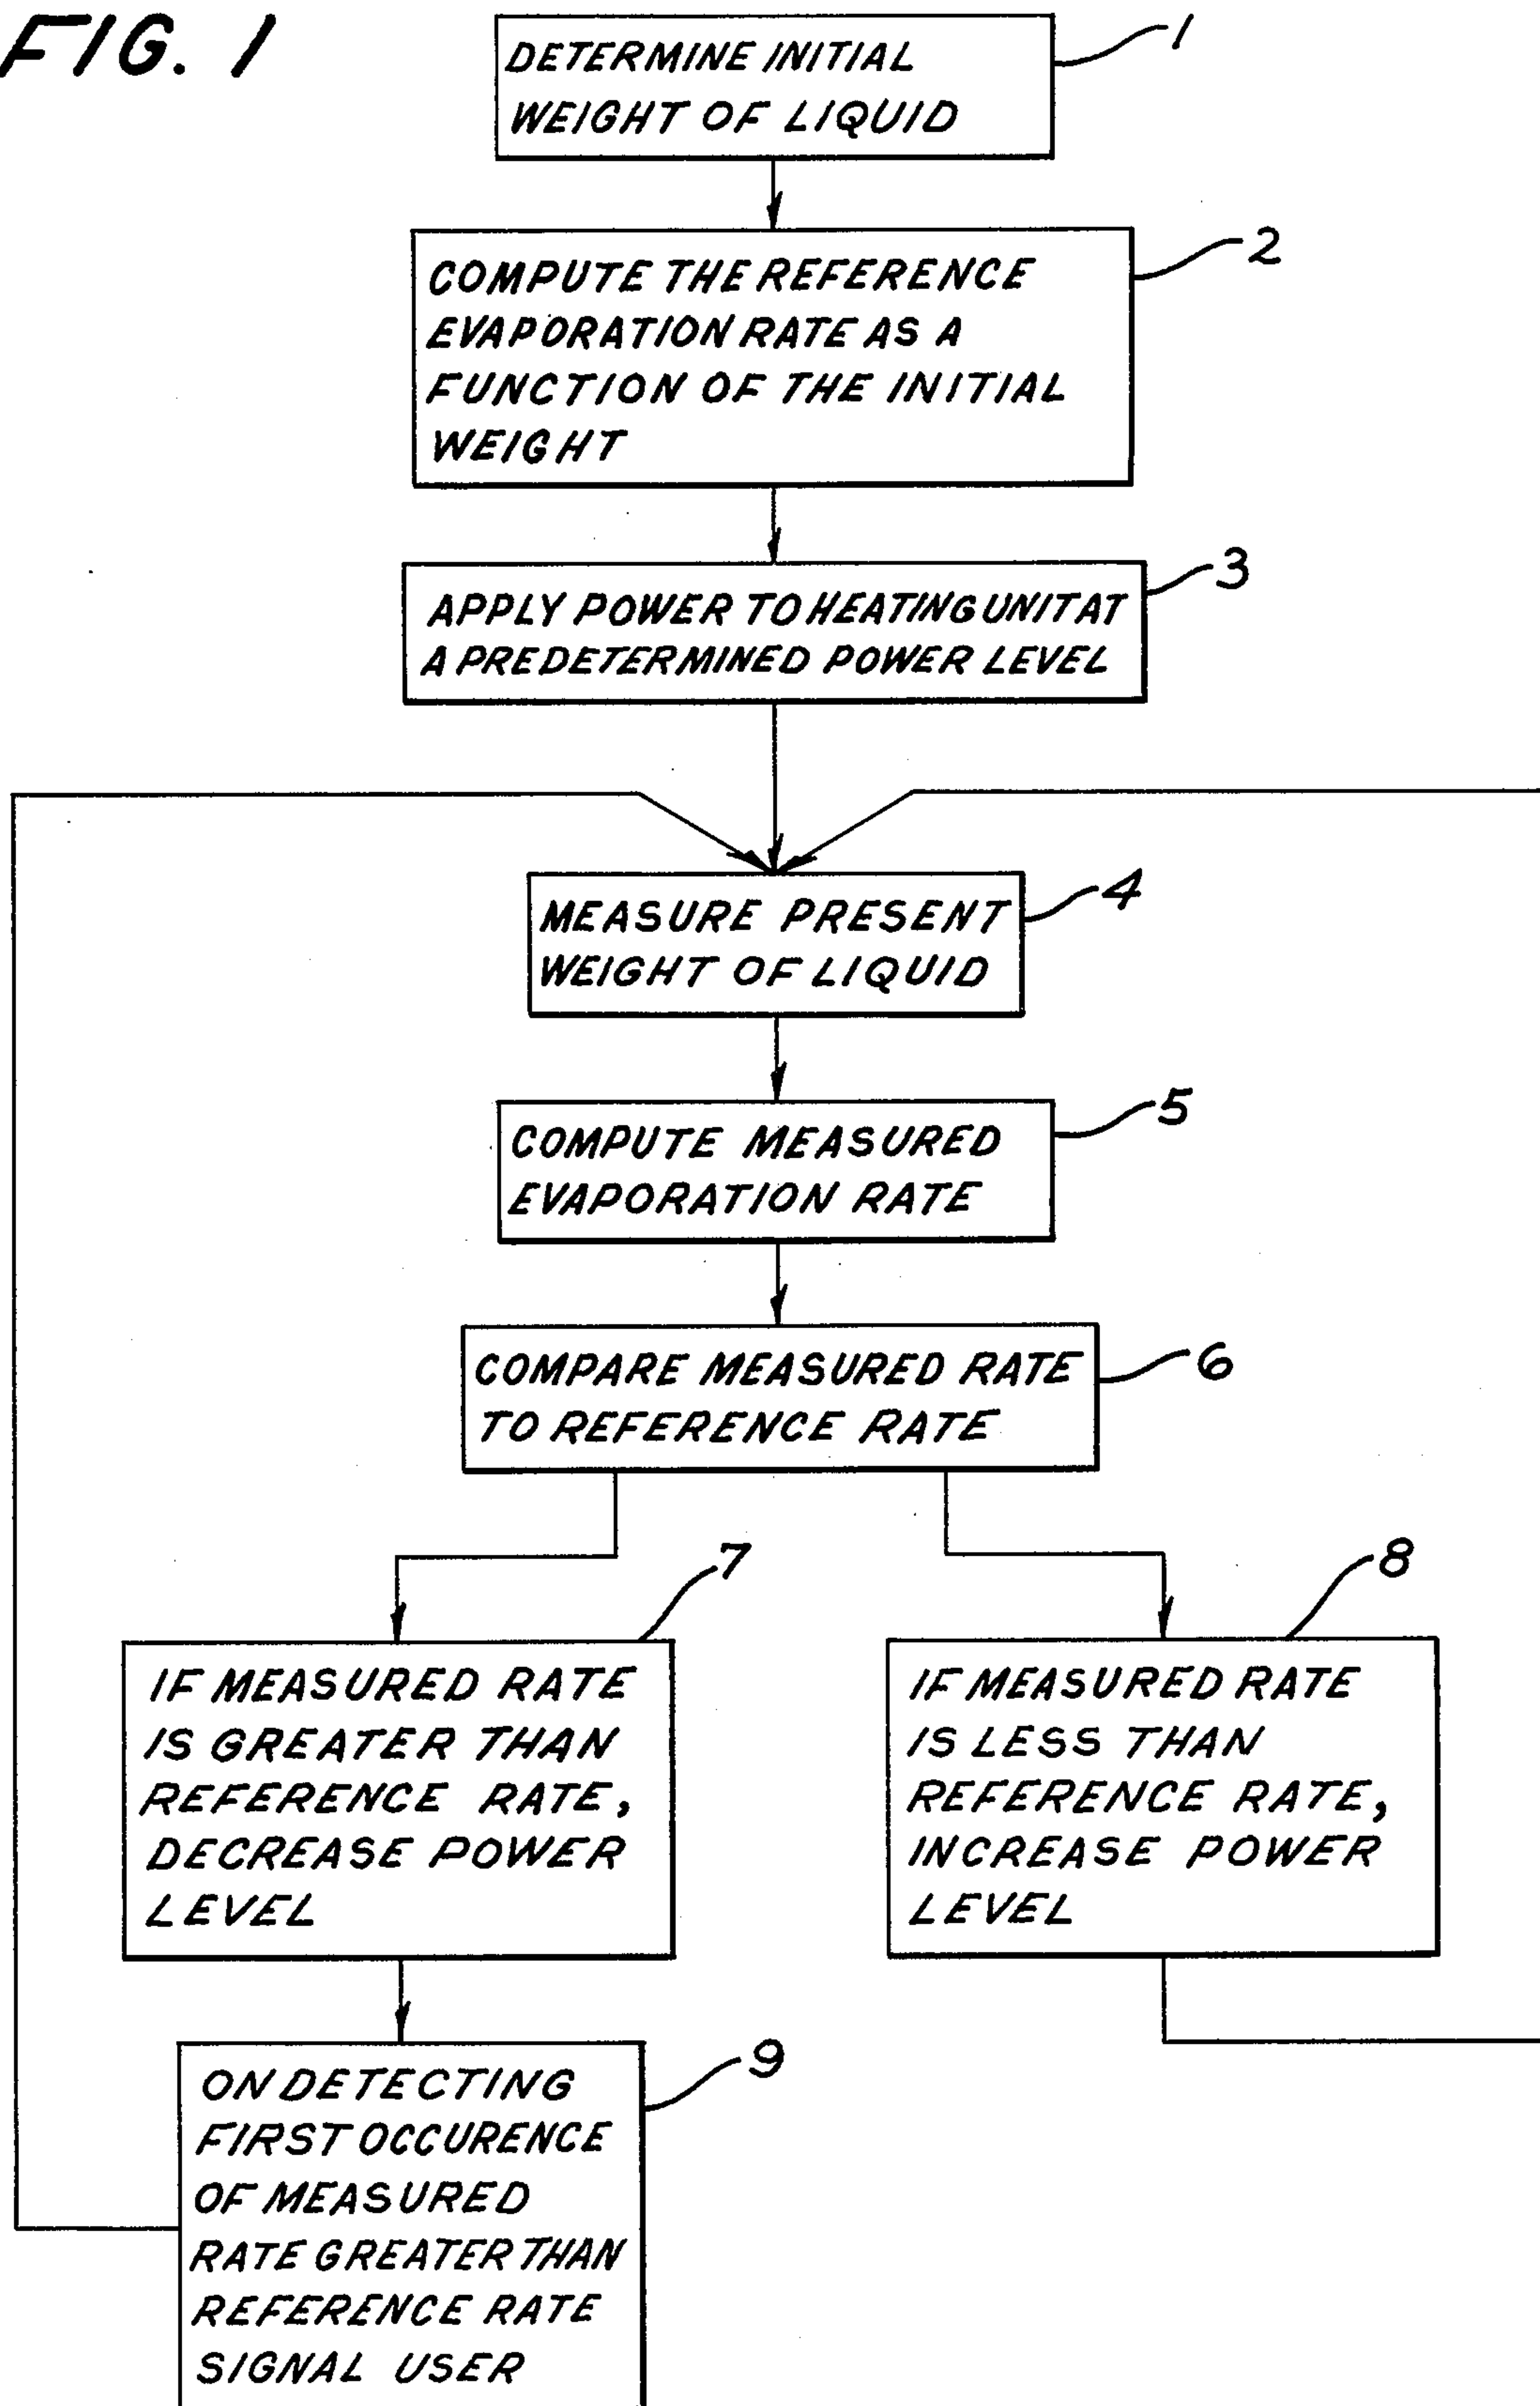 FIG. 1
1
DETERMINE INITIAL
WEIGHT OF LIQUID
2
COMPUTE THE REFERENCE
EVAPORATION RATE AS A
FUNCTION OF THE INITIAL
WEIGHT
3
APPLY POWER TO HEATING UNIT AT
A PREDETERMINED POWER LEVEL
4
MEASURE PRESENT
WEIGHT OF LIQUID
5
COMPUTE MEASURED
EVAPORATION RATE
6
COMPARE MEASURED RATE
TO REFERENCE RATE
7
IF MEASURED RATE
IS GREATER THAN
REFERENCE RATE,
DECREASE POWER
LEVEL
8
IF MEASURED RATE
IS LESS THAN
REFERENCE RATE,
INCREASE POWER
LEVEL
9
ON DETECTING
FIRST OCCURENCE
OF MEASURED
RATE GREATER THAN
REFERENCE RATE
SIGNAL USER